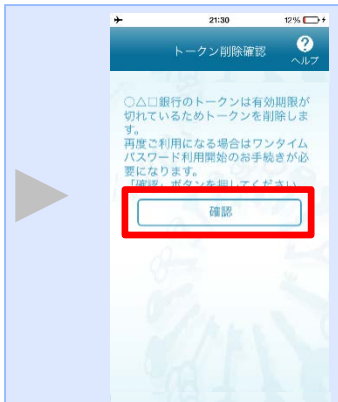 21:30
12%
トークン削除確認
?
ヘルプ
○△□銀行のトークンは有効期限が
切れているためトークンを削除しま
す。
再度ご利用になる場合はワンタイム
パスワード利用開始のお手続きが必
要になります。
「確認」ボタンを押してください
確認